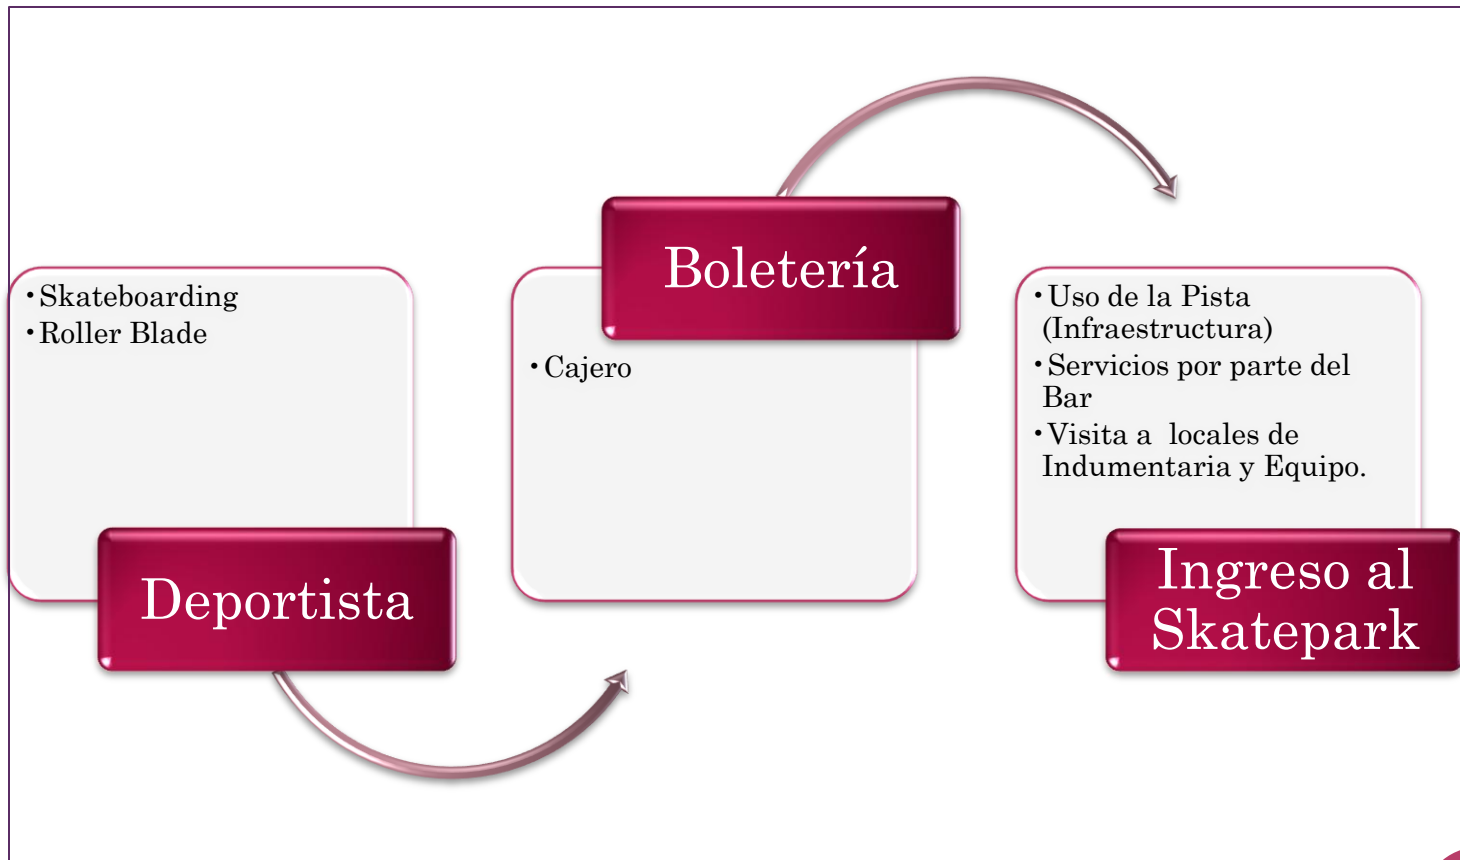 •Skateboarding
•Roller Blade
Deportista
Boletería
•Cajero
•Uso de la Pista
(Infraestructura)
•Servicios por parte del
Bar
•Visita a  locales de
Indumentaria y Equipo.
Ingreso al
Skatepark